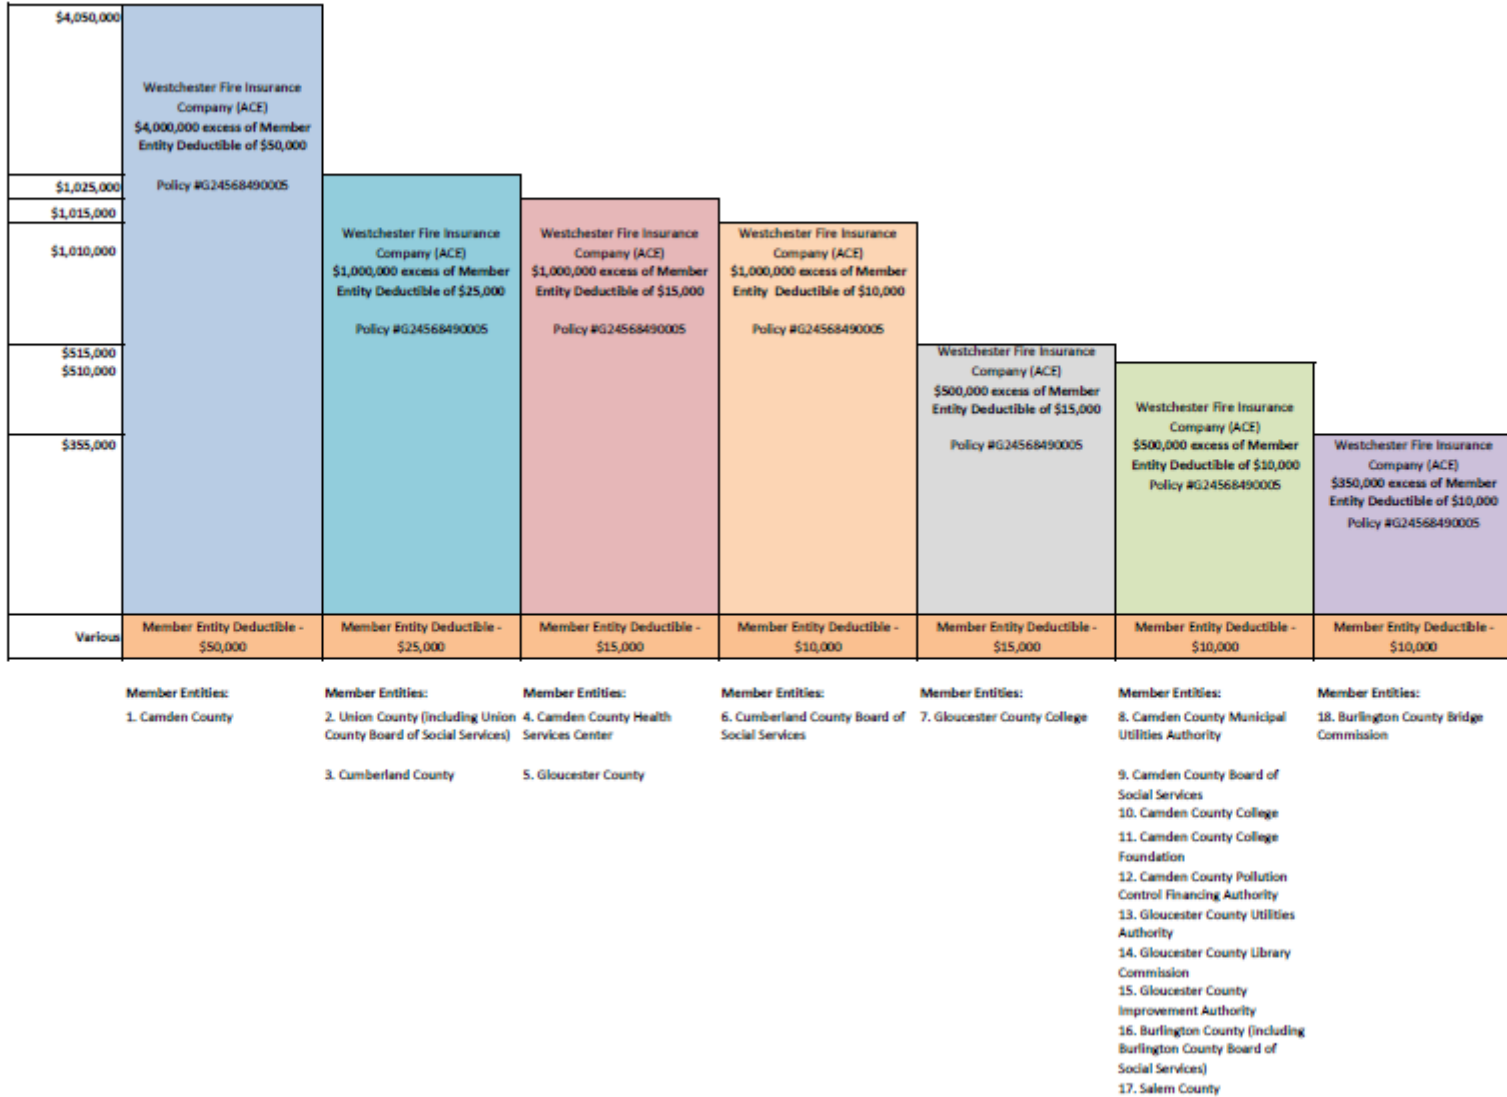 $4,050,000
Westchester Fire Insurance
Company (ACE)
$4,000,000 excess of Member
Entity Deductible of $50,000
Policy #G24568490005
$1,025,000
$1,015,000
$1,010,000
Westchester Fire Insurance
Company (ACE)
$1,000,000 excess of Member
Entity Deductible of $25,000
Policy #G24568490005
Westchester Fire Insurance
Company (ACE)
$1,000,000 excess of Member
Entity Deductible of $15,000
Policy #G24568490005
Westchester Fire Insurance
Company (ACE)
$1,000,000 excess of Member
Entity Deductible of $10,000
Policy #G24568490005
$515,000
$510,000
$355,000
Westchester Fire Insurance
Company (ACE)
$500,000 excess of Member
Entity Deductible of $15,000
Policy #G24568490005
Westchester Fire Insurance
Company (ACE)
$500,000 excess of Member
Entity Deductible of $10,000
Policy #G24568490005
Westchester Fire Insurance
Company (ACE)
$350,000 excess of Member
Entity Deductible of $10,000
Policy #G24568490005
Various
Member Entity Deductible -
$50,000
Member Entity Deductible -
$25,000
Member Entity Deductible -
$15,000
Member Entity Deductible -
$10,000
Member Entity Deductible -
$15,000
Member Entity Deductible -
$10,000
Member Entity Deductible -
$10,000
Member Entities:
1. Camden County
Member Entities:
2. Union County (including Union
County Board of Social Services)
3. Cumberland County
Member Entities:
4. Camden County Health
Services Center
5. Gloucester County
Member Entities:
6. Cumberland County Board of
Social Services
Member Entities:
7. Gloucester County College
Member Entities:
8. Camden County Municipal
Utilities Authority
9. Camden County Board of
Social Services
10. Camden County College
11. Camden County College
Foundation
12. Camden County Pollution
Control Financing Authority
13. Gloucester County Utilities
Authority
14. Gloucester County Library
Commission
15. Gloucester County
Improvement Authority
16. Burlington County (including
Burlington County Board of
Social Services)
17. Salem County
Member Entities:
18. Burlington County Bridge
Commission